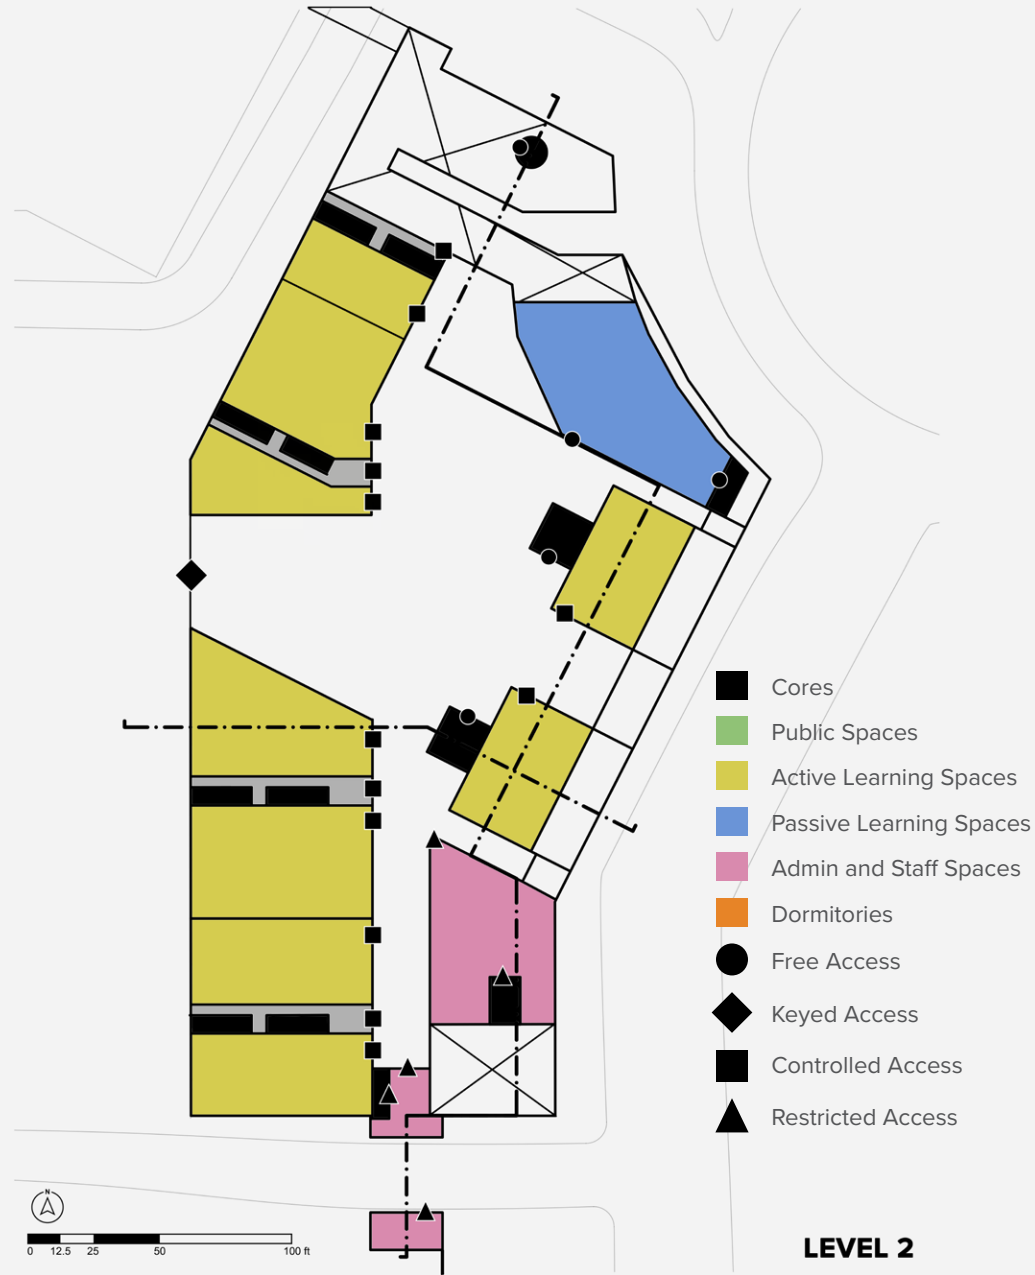 Cores
Public Spaces
Active Learning Spaces
Passive Learning Spaces
Admin and Staff Spaces
Dormitories
Free Access
Keyed Access
Controlled Access
Restricted Access
N
0 12.5 25 50 100 ft
LEVEL 2